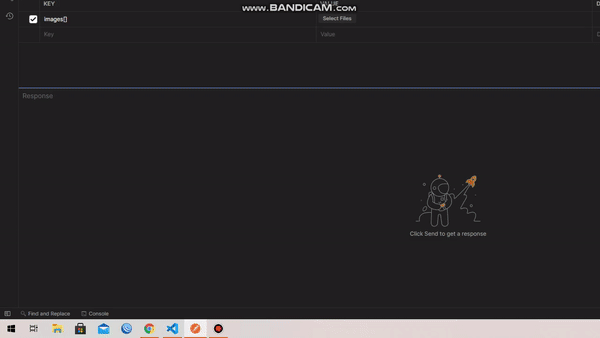 www.BANDICAM.com
KEY
images[]
Select Files
Key
Value
Response
Click Send to get a response
Find and Replace
Console